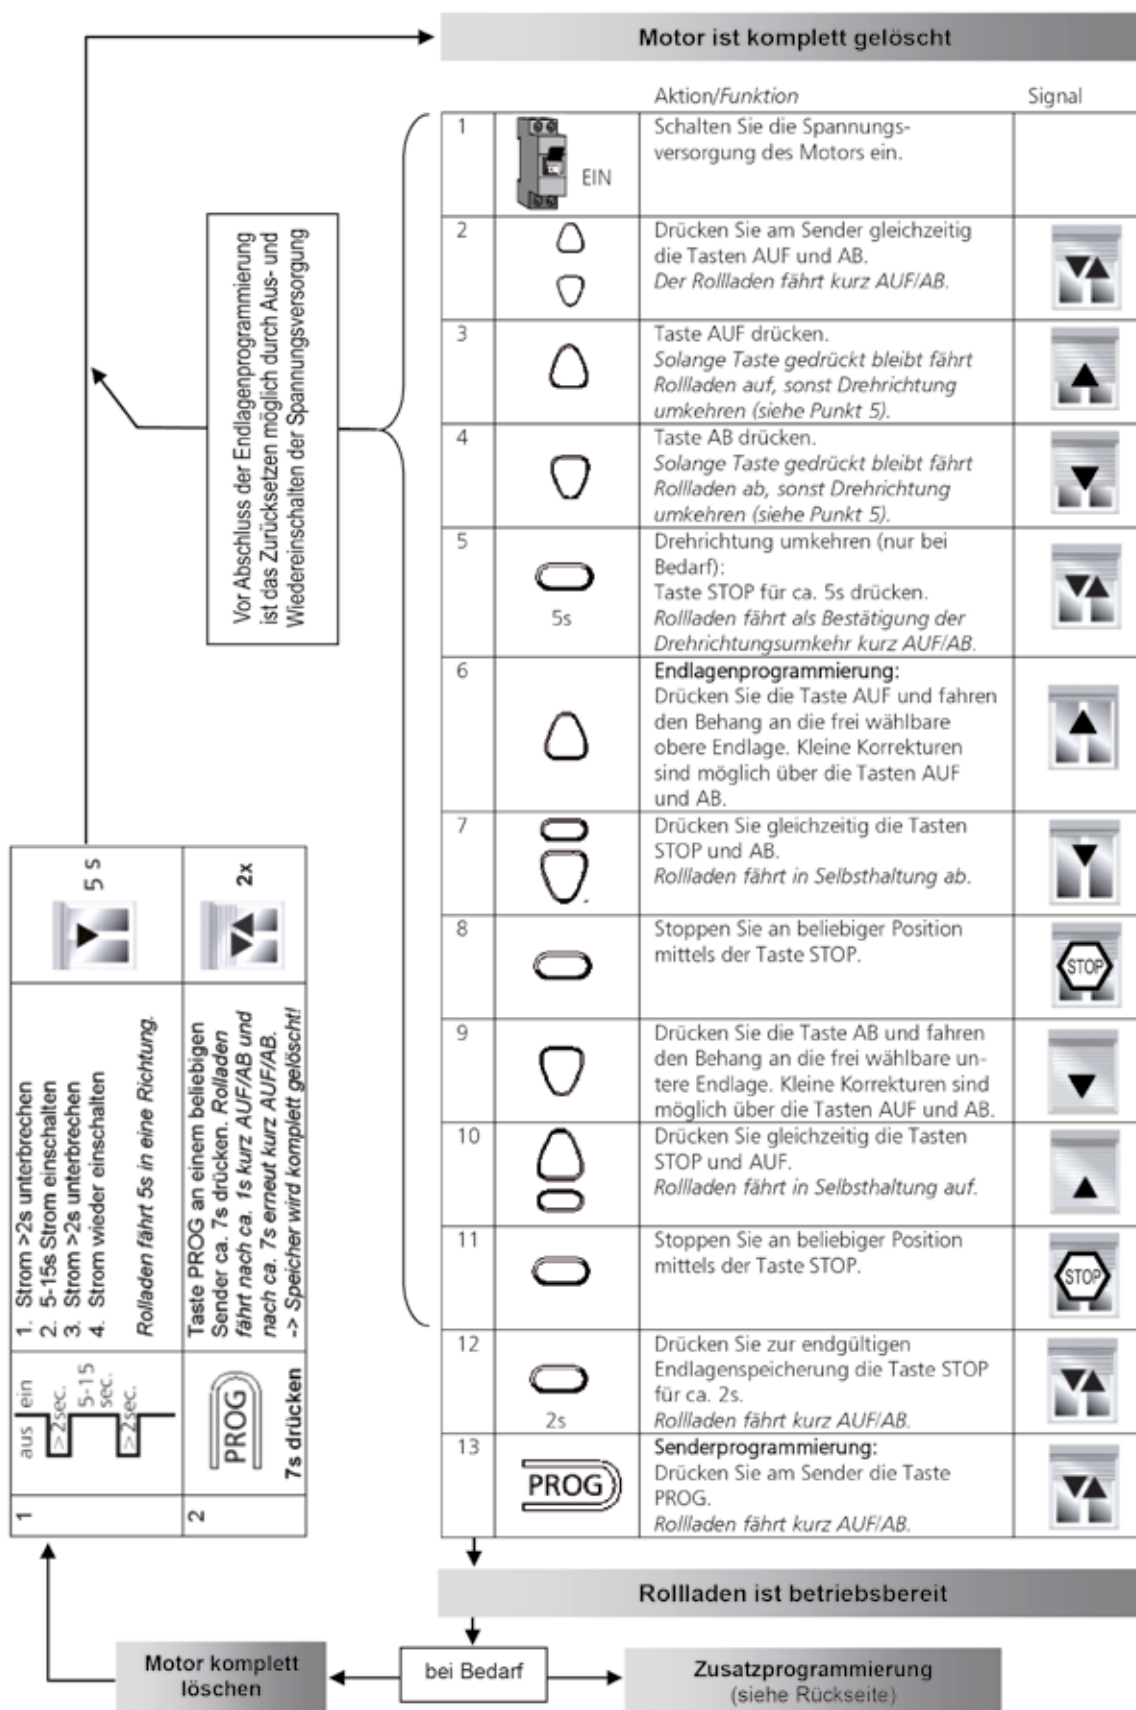 Motor ist komplett gelöscht
Aktion/Funktion
Signal
1
EIN
Schalten Sie die Spannungs-
versorgung des Motors ein.
2
Drücken Sie am Sender gleichzeitig
die Tasten AUF und AB.
Der Rollladen fährt kurz AUF/AB.
3
Taste AUF drücken.
Solange Taste gedrückt bleibt fährt
Rollladen auf, sonst Drehrichtung
umkehren (siehe Punkt 5).
4
Taste AB drücken.
Solange Taste gedrückt bleibt fährt
Rollladen ab, sonst Drehrichtung
umkehren (siehe Punkt 5).
5
5s
Drehrichtung umkehren (nur bei
Bedarf):
Taste STOP für ca. 5s drücken.
Rollladen fährt als Bestätigung der
Drehrichtungsumkehr kurz AUF/AB.
6
Endlagenprogrammierung:
Drücken Sie die Taste AUF und fahren
den Behang an die frei wählbare
obere Endlage. Kleine Korrekturen
sind möglich über die Tasten AUF
und AB.
7
Drücken Sie gleichzeitig die Tasten
STOP und AB.
Rollladen fährt in Selbsthaltung ab.
8
Stoppen Sie an beliebiger Position
mittels der Taste STOP.
STOP
9
Drücken Sie die Taste AB und fahren
den Behang an die frei wählbare un-
tere Endlage. Kleine Korrekturen sind
möglich über die Tasten AUF und AB.
10
Drücken Sie gleichzeitig die Tasten
STOP und AUF.
Rollladen fährt in Selbsthaltung auf.
11
Stoppen Sie an beliebiger Position
mittels der Taste STOP.
STOP
12
2s
Drücken Sie zur endgültigen
Endlagenspeicherung die Taste STOP
für ca. 2s.
Rollladen fährt kurz AUF/AB.
13
PROG
Senderprogrammierung:
Drücken Sie am Sender die Taste
PROG.
Rollladen fährt kurz AUF/AB.
Rollladen ist betriebsbereit
bei Bedarf
Motor komplett
löschen
Zusatzprogrammierung
(siehe Rückseite)
Vor Abschluss der Endlagenprogrammierung
ist das Zurücksetzen möglich durch Aus- und
Wiedereinschalten der Spannungsversorgung
1
aus ein
>2sec.
5-15
sec.
>2sec.
1. Strom >2s unterbrechen
2. 5-15s Strom einschalten
3. Strom >2s unterbrechen
4. Strom wieder einschalten
Rolladen fährt 5s in eine Richtung.
5 s
2
PROG
7s drücken
Taste PROG an einem beliebigen
Sender ca. 7s drücken. Rolladen
fährt nach ca. 1s kurz AUF/AB und
nach ca. 7s erneut kurz AUF/AB.
-> Speicher wird komplett gelöscht!
2x